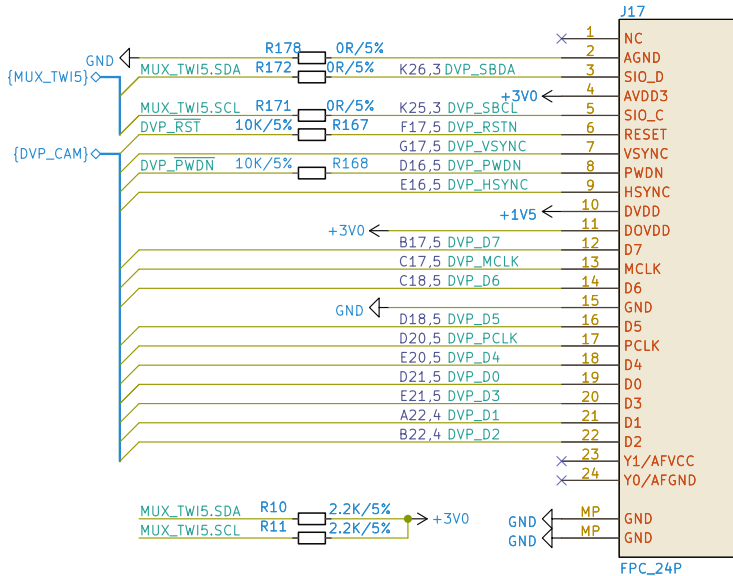 J17
1 NC
GND R178 0R/5% 2 AGND
{MUX_TWI5} MUX_TWI5.SDA R172 0R/5% K26,3 DVP_SBDA 3 SIO_D
+3V0 4 AVDD3
MUX_TWI5.SCL R171 0R/5% K25,3 DVP_SBCL 5 SIO_C
DVP_RST 10K/5% R167 F17,5 DVP_RSTN 6 RESET
{DVP_CAM} G17,5 DVP_VSYNC 7 VSYNC
DVP_PWDN 10K/5% R168 D16,5 DVP_PWDN 8 PWDN
E16,5 DVP_HSYNC 9 HSYNC
+1V5 10 DVDD
+3V0 11 DOVDD
B17,5 DVP_D7 12 D7
C17,5 DVP_MCLK 13 MCLK
C18,5 DVP_D6 14 D6
GND 15 GND
D18,5 DVP_D5 16 D5
D20,5 DVP_PCLK 17 PCLK
E20,5 DVP_D4 18 D4
D21,5 DVP_D0 19 D0
E21,5 DVP_D3 20 D3
A22,4 DVP_D1 21 D1
B22,4 DVP_D2 22 D2
23 Y1/AFVCC
24 Y0/AFGND
MUX_TWI5.SDA R10 2.2K/5% +3V0 GND MP GND
MUX_TWI5.SCL R11 2.2K/5% GND MP GND
FPC_24P